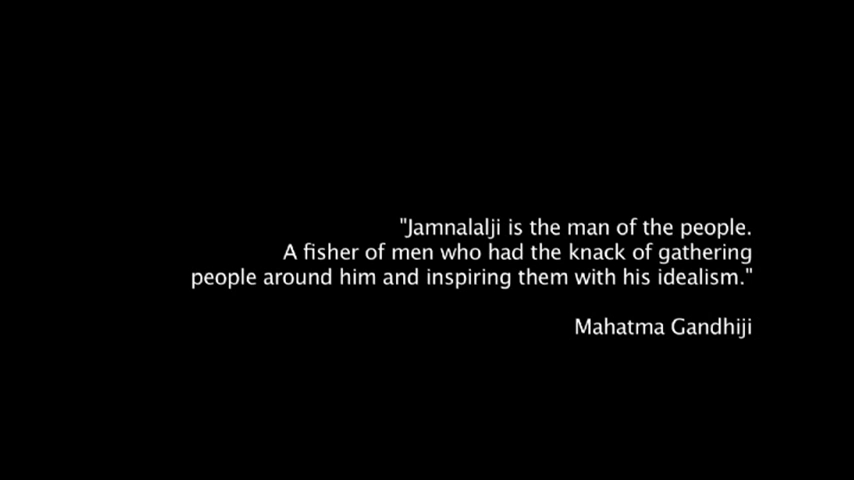 "Jamnalalji is the man of the people.
A fisher of men who had the knack of gathering
people around him and inspiring them with his idealism."
Mahatma Gandhiji